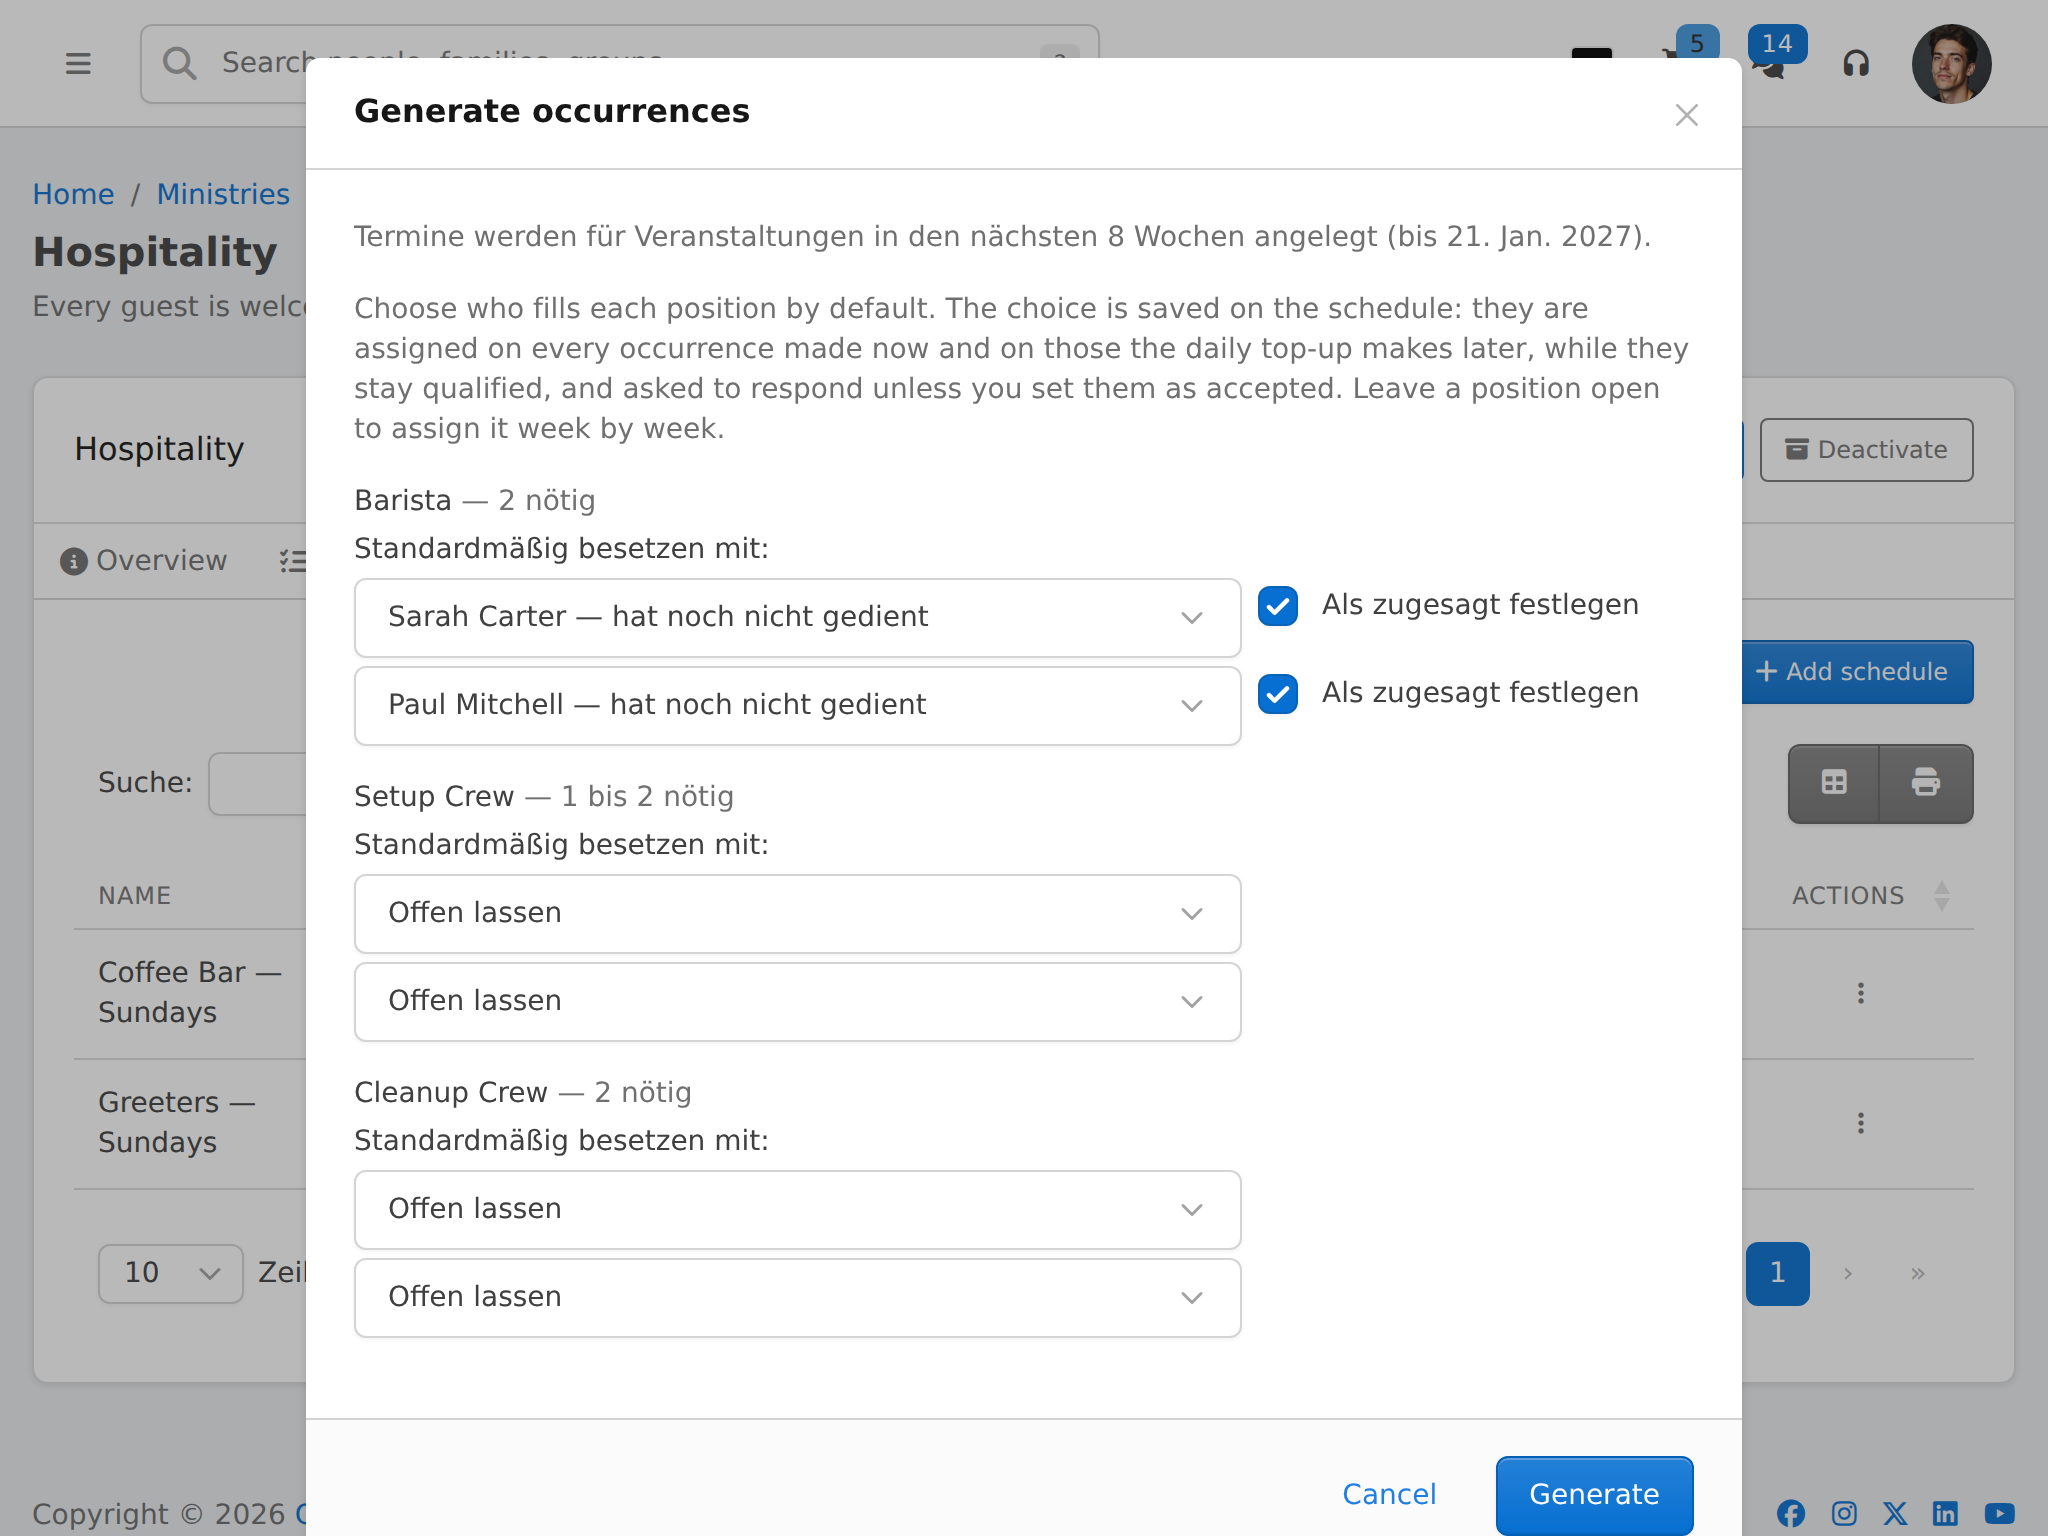 Search people, families, groups
5
14
Generate occurrences
Home / Ministries
Hospitality
Every guest is welc
Termine werden für Veranstaltungen in den nächsten 8 Wochen angelegt (bis 21. Jan. 2027).
Choose who fills each position by default. The choice is saved on the schedule: they are
assigned on every occurrence made now and on those the daily top-up makes later, while they
stay qualified, and asked to respond unless you set them as accepted. Leave a position open
to assign it week by week.
Hospitality
Deactivate
Overview
Barista — 2 nötig
Standardmäßig besetzen mit:
Sarah Carter — hat noch nicht gedient
Als zugesagt festlegen
Paul Mitchell — hat noch nicht gedient
Als zugesagt festlegen
Add schedule
Suche:
Setup Crew — 1 bis 2 nötig
Standardmäßig besetzen mit:
Offen lassen
Offen lassen
NAME
ACTIONS
Coffee Bar —
Sundays
Greeters —
Sundays
Cleanup Crew — 2 nötig
Standardmäßig besetzen mit:
Offen lassen
Offen lassen
10
Zeil
1
›
»
Cancel
Generate
Copyright © 2026